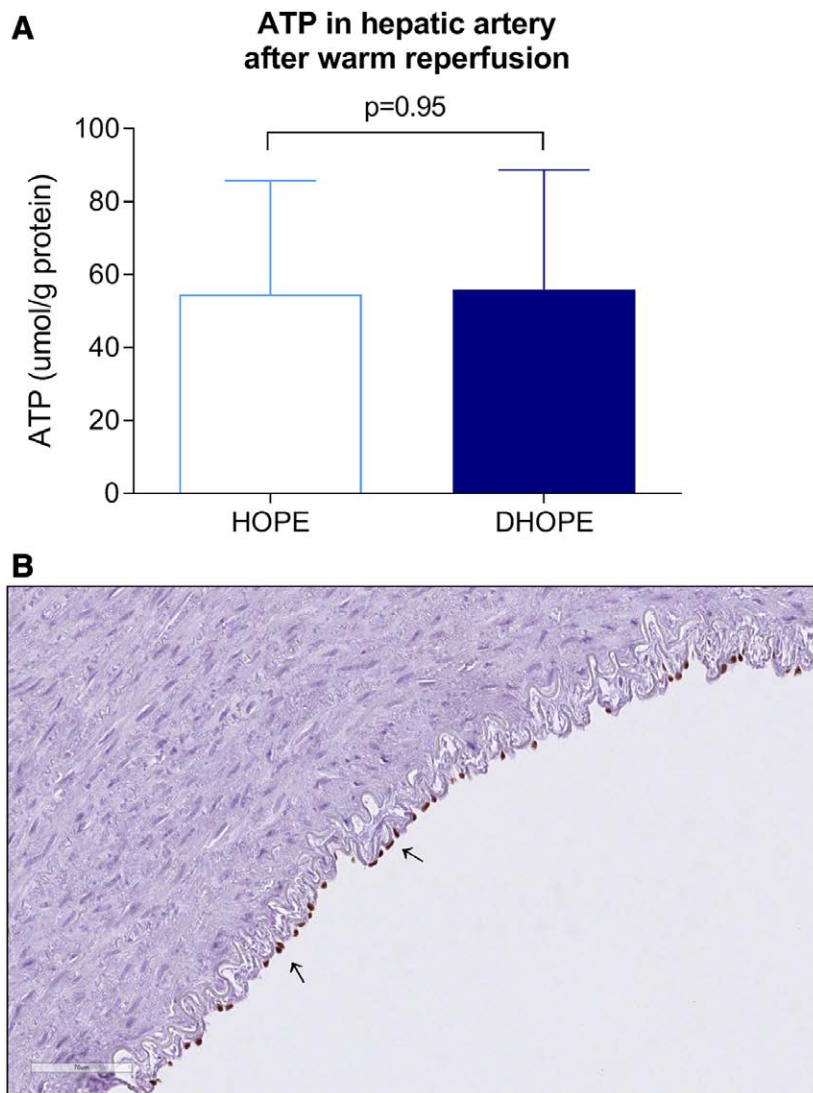 A
ATP in hepatic artery
after warm reperfusion
p=0.95
100
80
60
40
20
0
ATP (umol/g protein)
HOPE DHOPE
B
70um